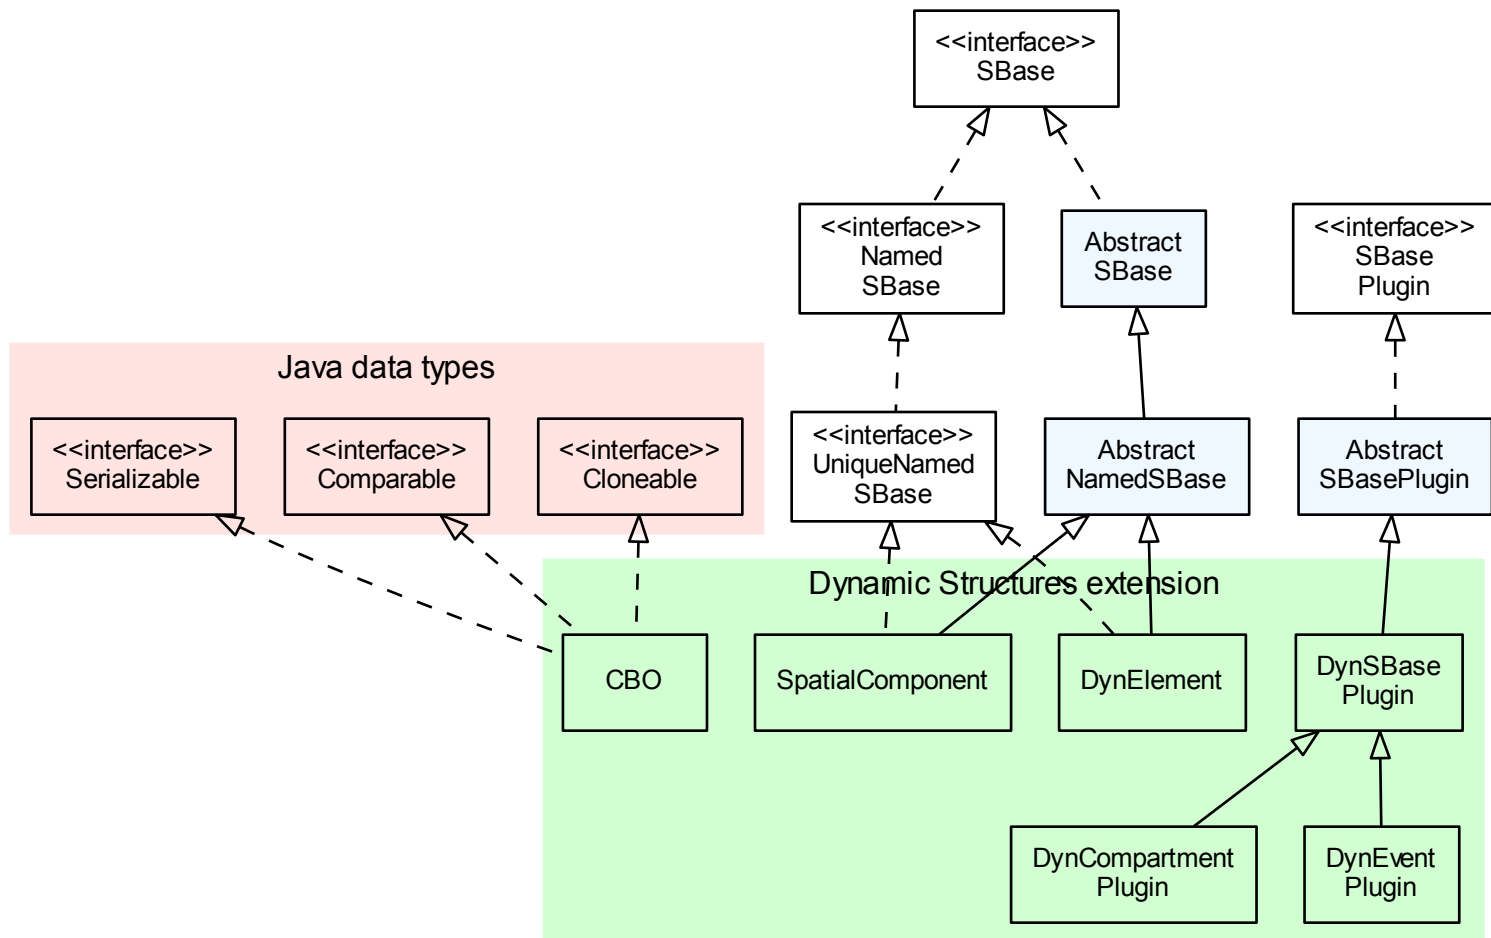 <<interface>>
SBase
<<interface>>
Named
SBase
Abstract
SBase
<<interface>>
SBase
Plugin
Java data types
<<interface>>
Serializable
<<interface>>
Comparable
<<interface>>
Cloneable
<<interface>>
UniqueNamed
SBase
Abstract
NamedSBase
Abstract
SBasePlugin
Dynamic Structures extension
CBO
SpatialComponent
DynElement
DynSBase
Plugin
DynCompartment
Plugin
DynEvent
Plugin